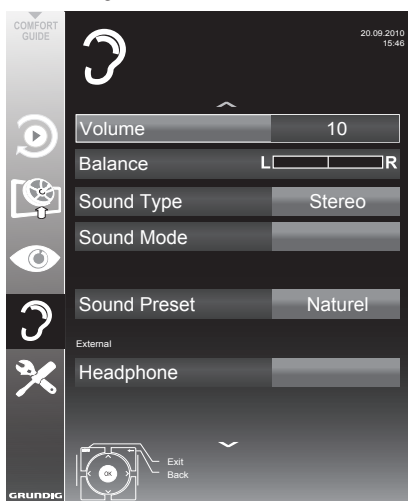 COMFORT
GUIDE
20.09.2010
15:46
Volume 10
Balance L R
Sound Type Stereo
Sound Mode
Sound Preset Naturel
External
Headphone
OK
Exit
Back
GRUNDIG